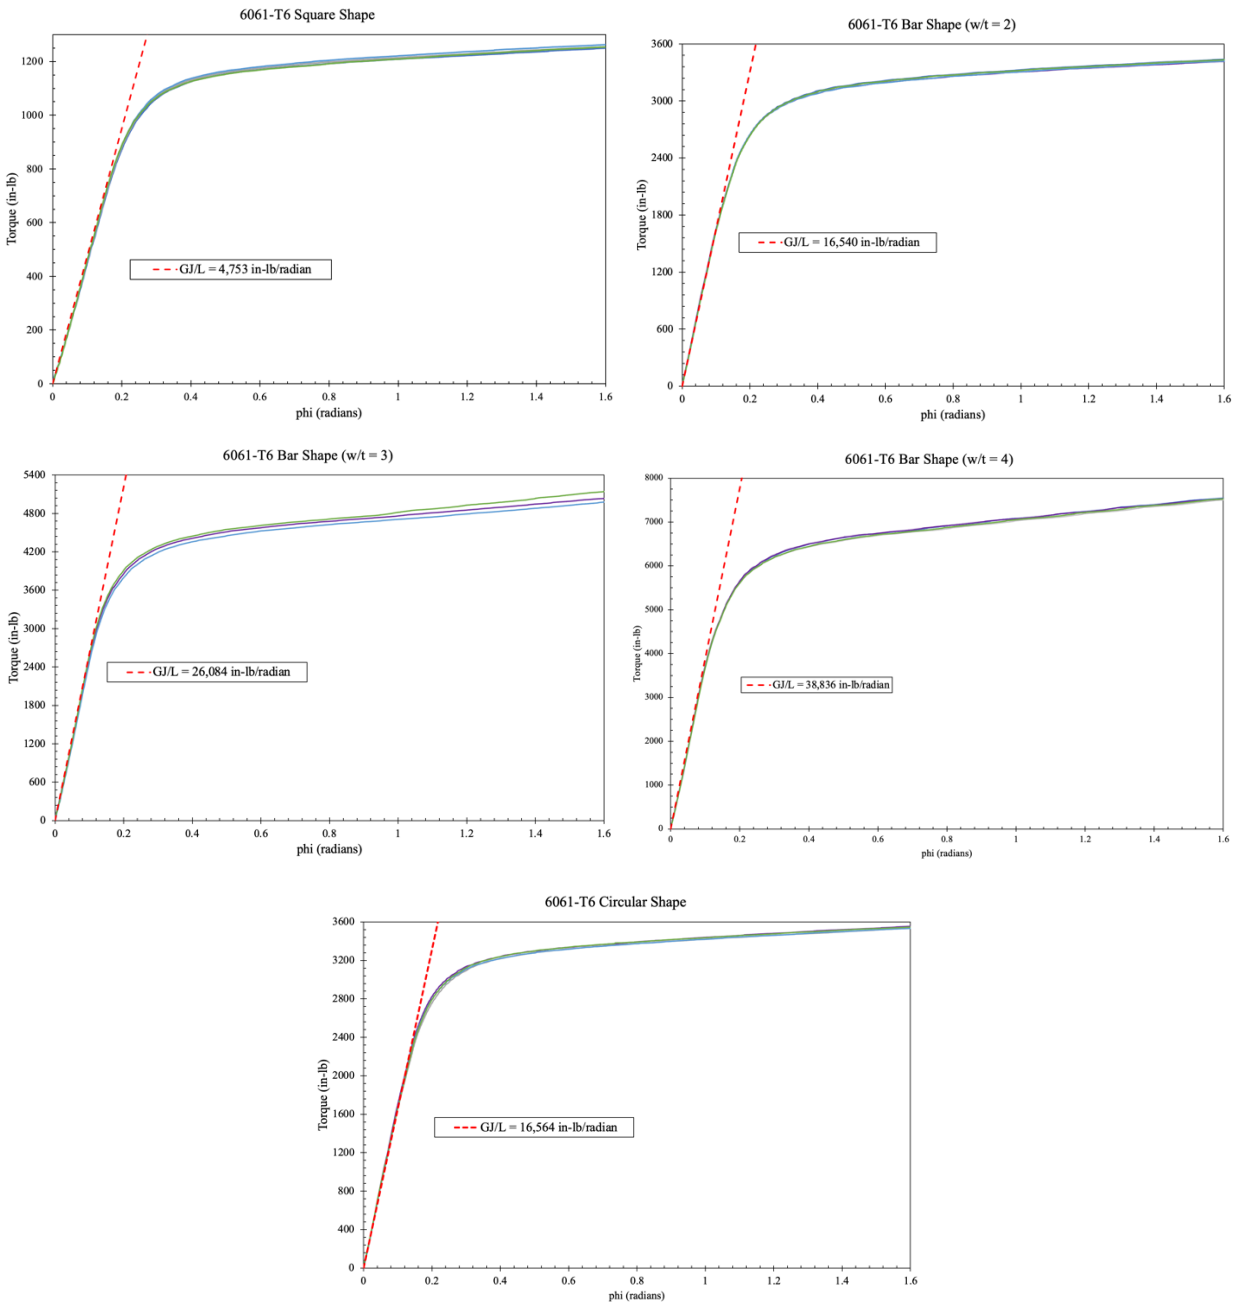 6061-T6 Square Shape
Torque (in-lb)
1200
1000
800
600
400
200
0
GJ/L = 4,753 in-lb/radian
0 0.2 0.4 0.6 0.8 1 1.2 1.4 1.6
phi (radians)
6061-T6 Bar Shape (w/t = 2)
Torque (in-lb)
3600
3000
2400
1800
1200
600
0
GJ/L = 16,540 in-lb/radian
0 0.2 0.4 0.6 0.8 1 1.2 1.4 1.6
phi (radians)
6061-T6 Bar Shape (w/t = 3)
Torque (in-lb)
5400
4800
4200
3600
3000
2400
1800
1200
600
0
GJ/L = 26,084 in-lb/radian
0 0.2 0.4 0.6 0.8 1 1.2 1.4 1.6
phi (radians)
6061-T6 Bar Shape (w/t = 4)
Torque (in-lb)
8000
7000
6000
5000
4000
3000
2000
1000
0
GJ/L = 38,836 in-lb/radian
0 0.2 0.4 0.6 0.8 1 1.2 1.4 1.6
phi (radians)
6061-T6 Circular Shape
Torque (in-lb)
3600
3200
2800
2400
2000
1600
1200
800
400
0
GJ/L = 16,564 in-lb/radian
0 0.2 0.4 0.6 0.8 1 1.2 1.4 1.6
phi (radians)